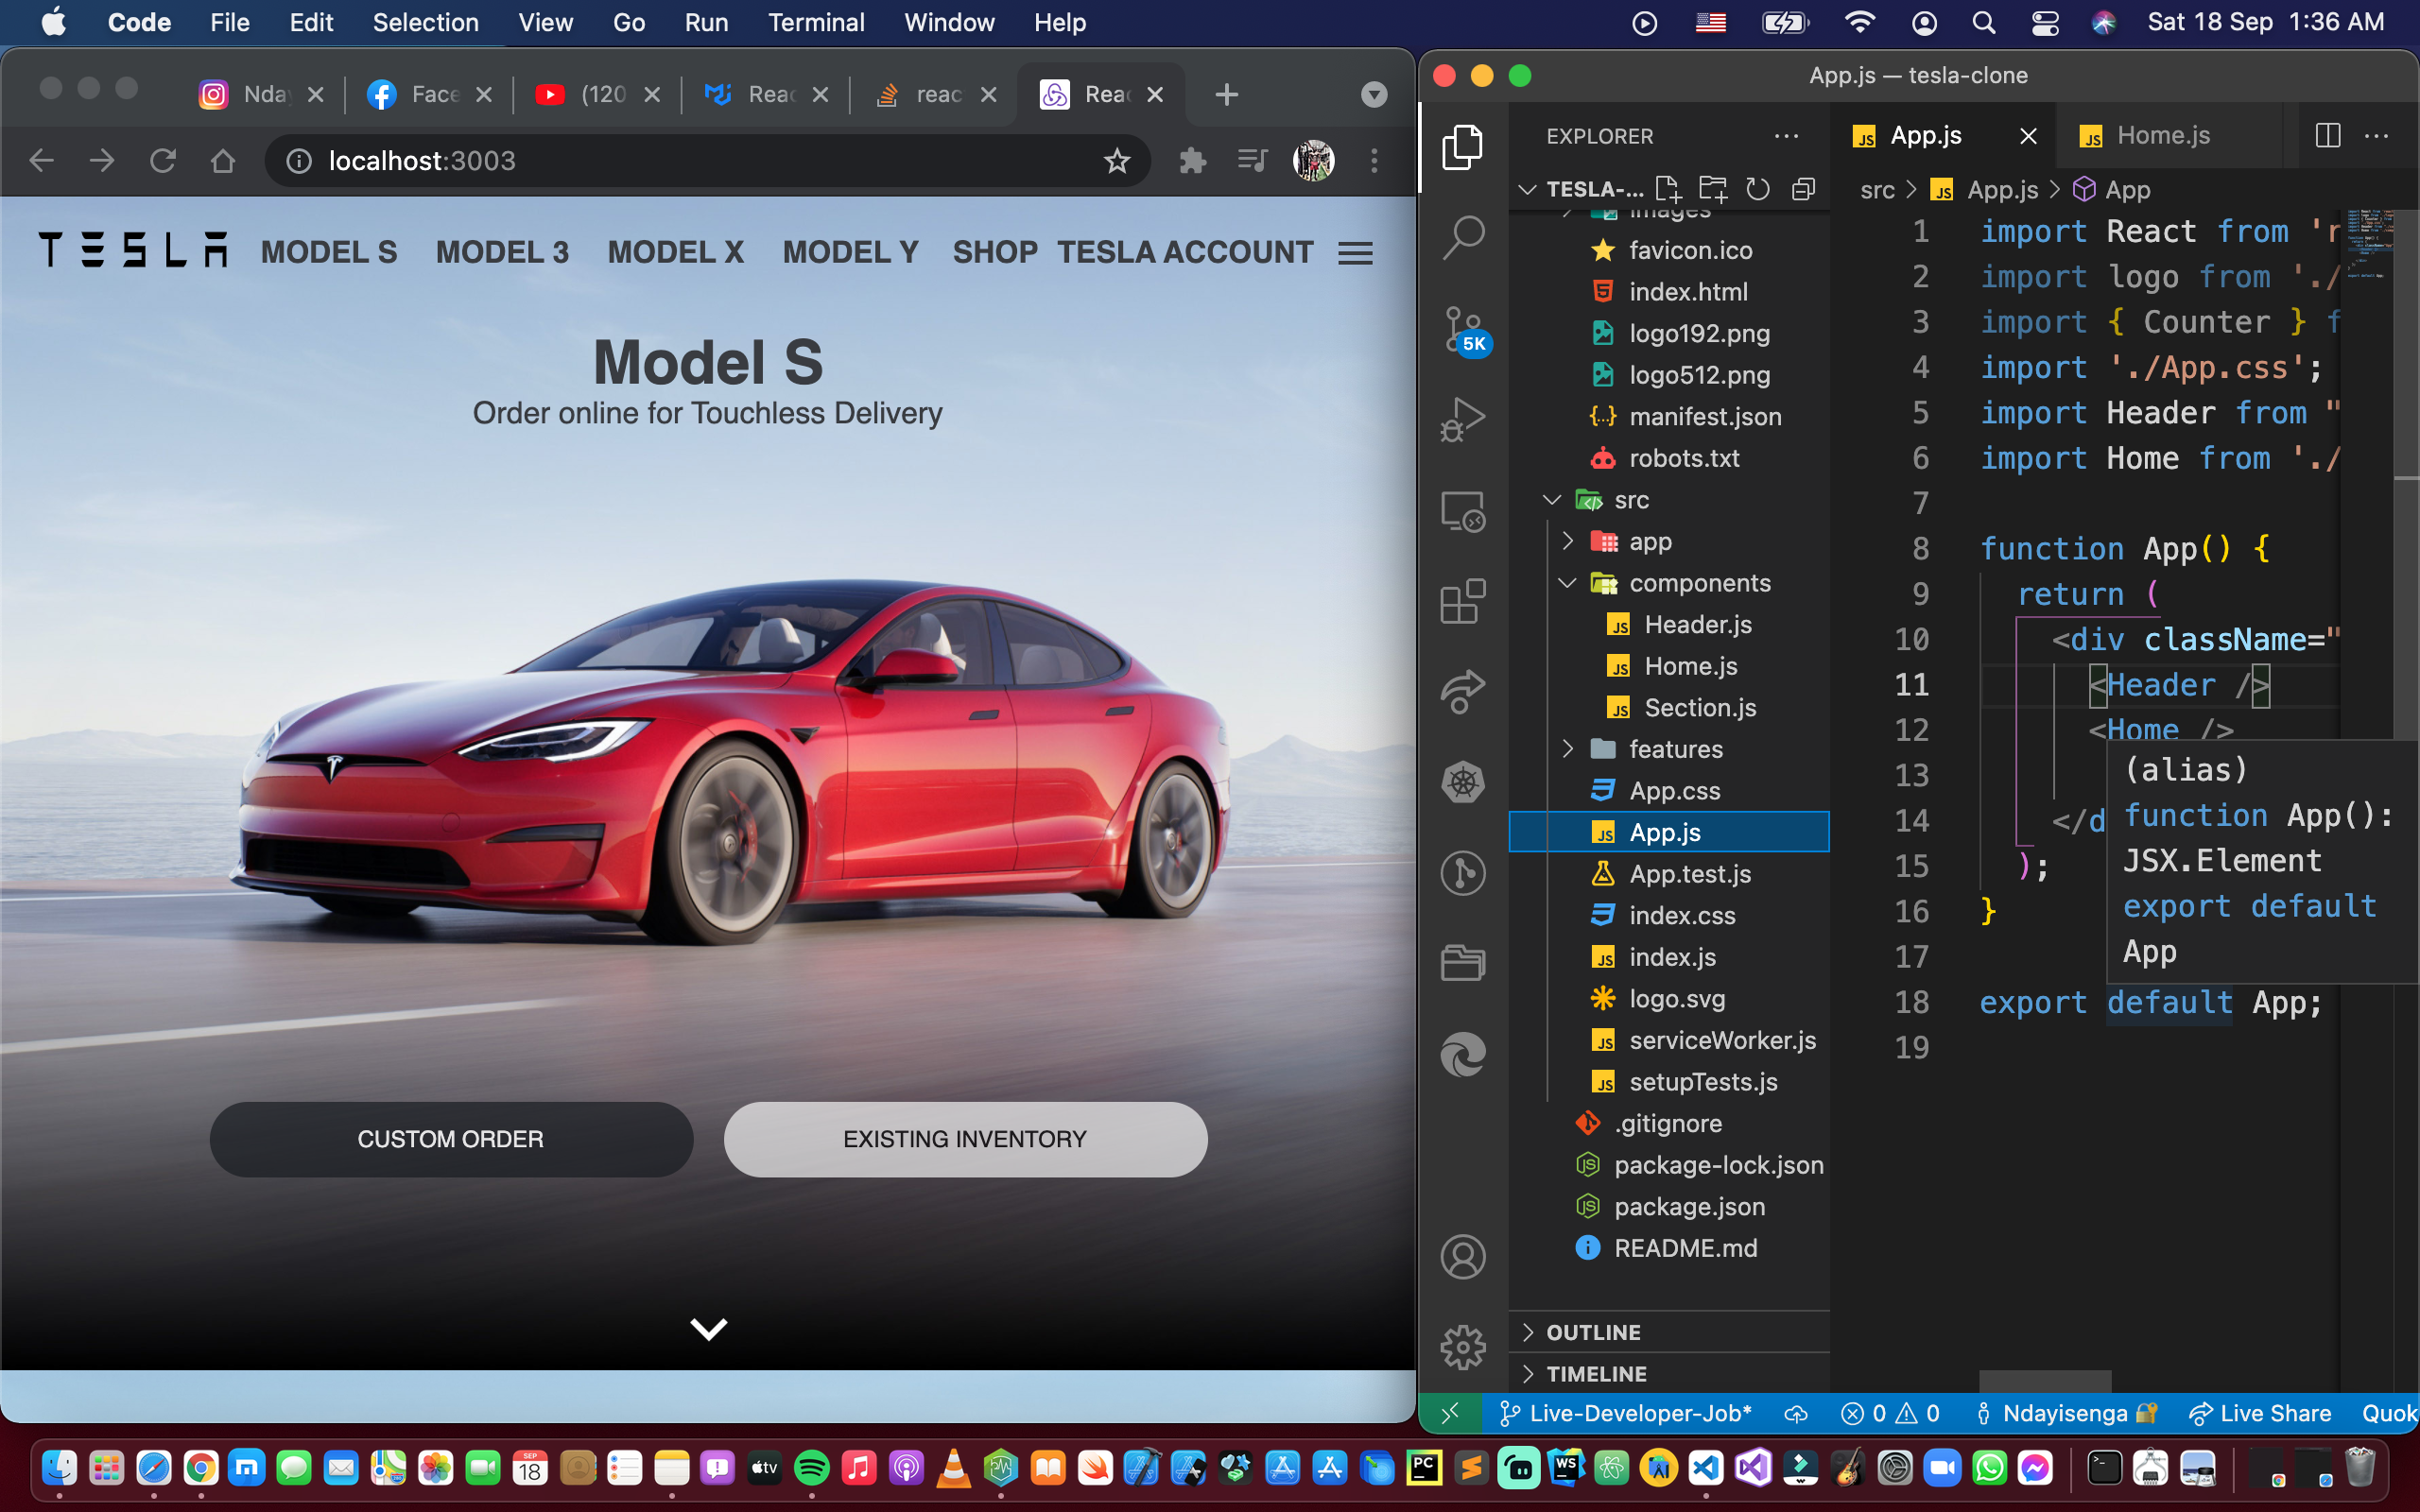 Code File Edit Selection View Go Run Terminal Window Help
Sat 18 Sep 1:36 AM
Nday
Face
(120
Reac
reac
Reac
localhost:3003
TESLA MODEL S MODEL 3 MODEL X MODEL Y SHOP TESLA ACCOUNT
Model S
Order online for Touchless Delivery
CUSTOM ORDER
EXISTING INVENTORY
App.js — tesla-clone
EXPLORER
TESLA-...
images
favicon.ico
index.html
logo192.png
logo512.png
manifest.json
robots.txt
src
app
components
Header.js
Home.js
Section.js
features
App.css
App.js
App.test.js
index.css
index.js
logo.svg
serviceWorker.js
setupTests.js
.gitignore
package-lock.json
package.json
README.md
OUTLINE
TIMELINE
5K
App.js
Home.js
src > App.js > App
1 import React from 'r
2 import logo from './
3 import { Counter } f
4 import './App.css';
5 import Header from "
6 import Home from './
7
8 function App() {
9 return (
10 <div className="
11 <Header />
12 <Home />
13
14 </d
15 );
16 }
17
18 export default App;
19
(alias)
function App():
JSX.Element
export default
App
Live-Developer-Job* 0 0 Ndayisenga Live Share Quok
SEP
18
tv
PC
WS